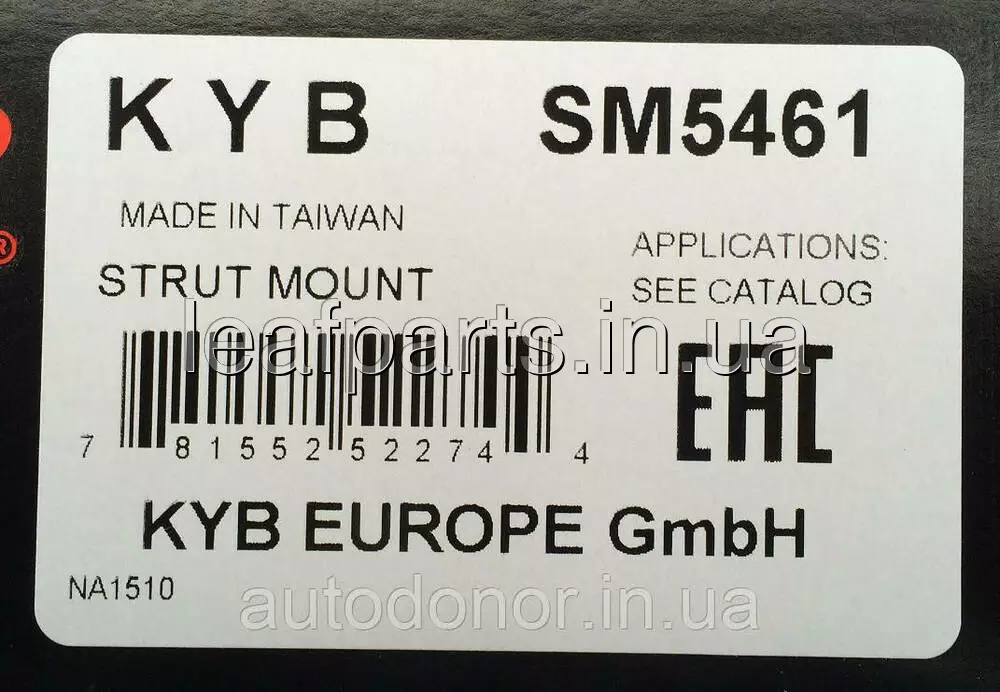 KYB SM5461
MADE IN TAIWAN
STRUT MOUNT
APPLICATIONS:
SEE CATALOG
leafparts.in.ua
EAC
7 81552 52274 4
KYB EUROPE GmbH
NA1510
autodonor.in.ua
®